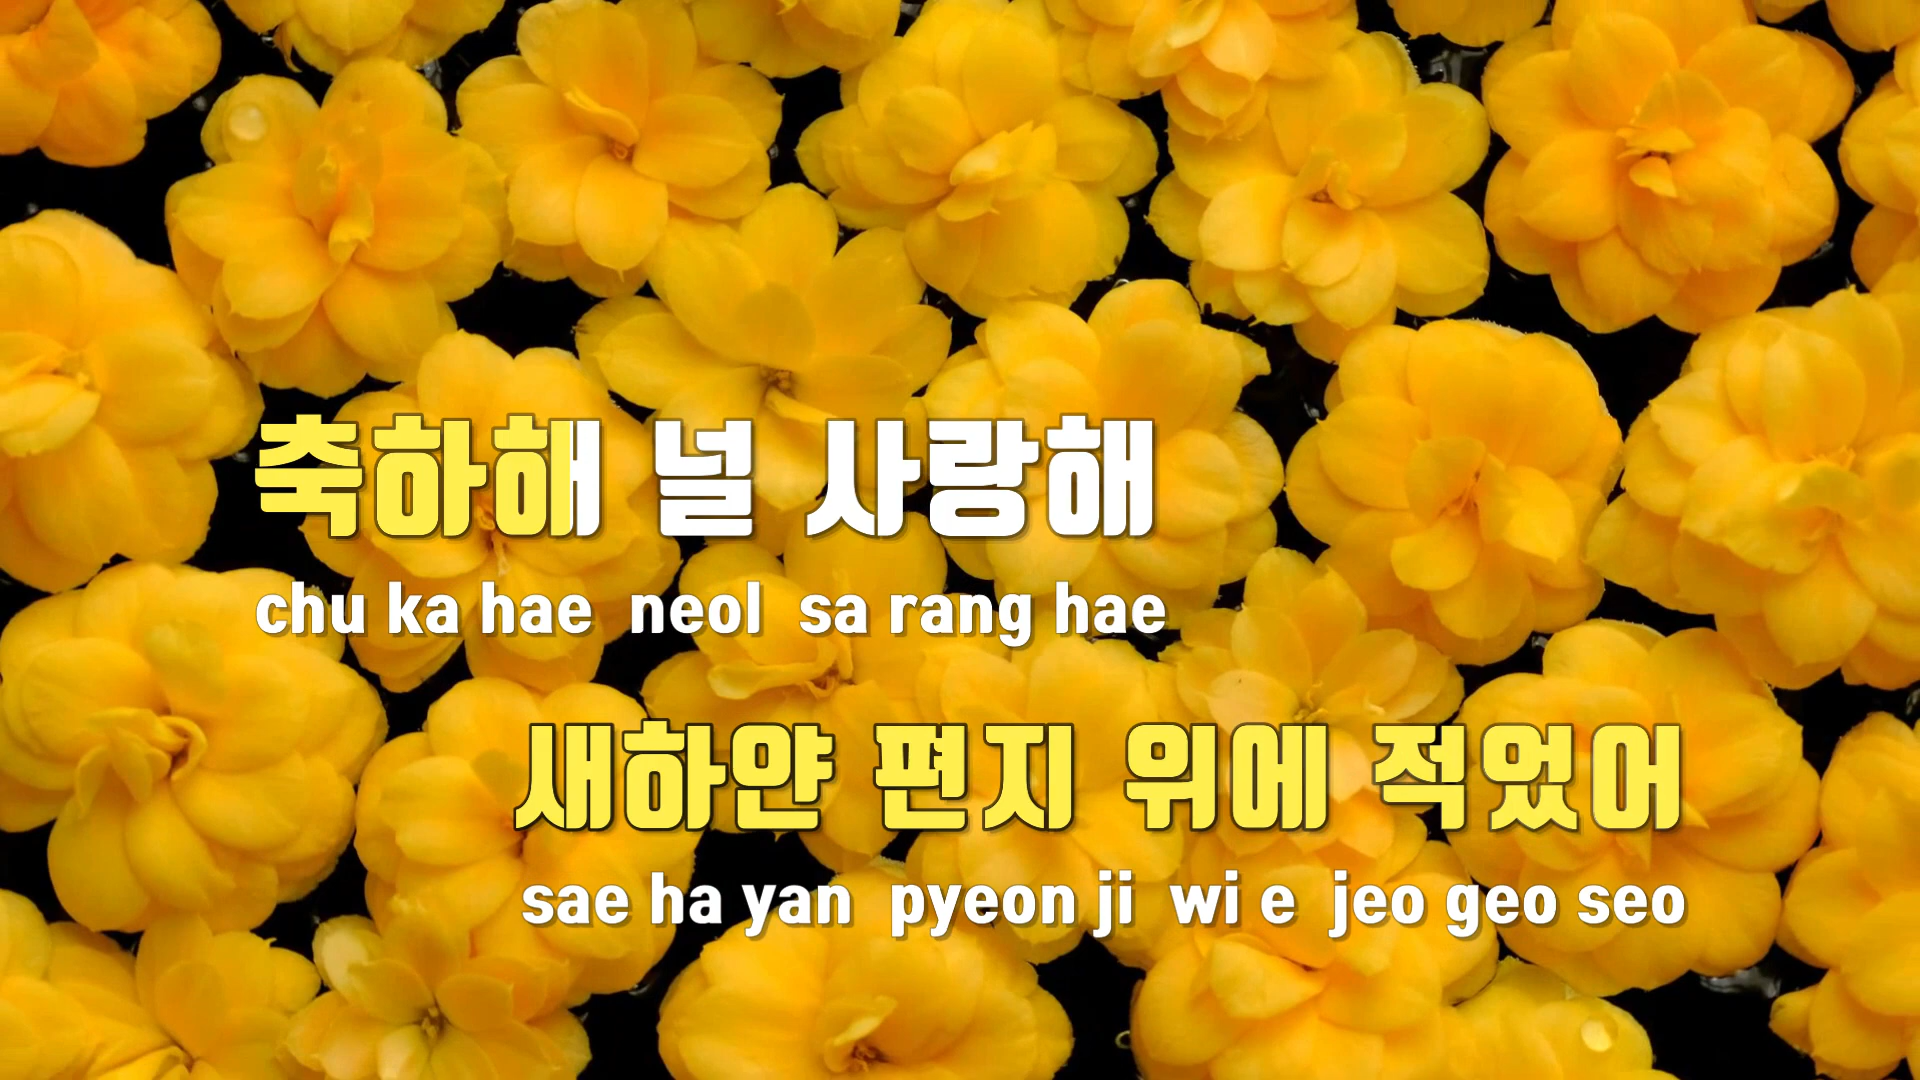 축하해 널 사랑해
chu ka hae neol sa rang hae
새하얀 편지 위에 적었어
sae ha yan pyeon ji wi e jeo geo seo